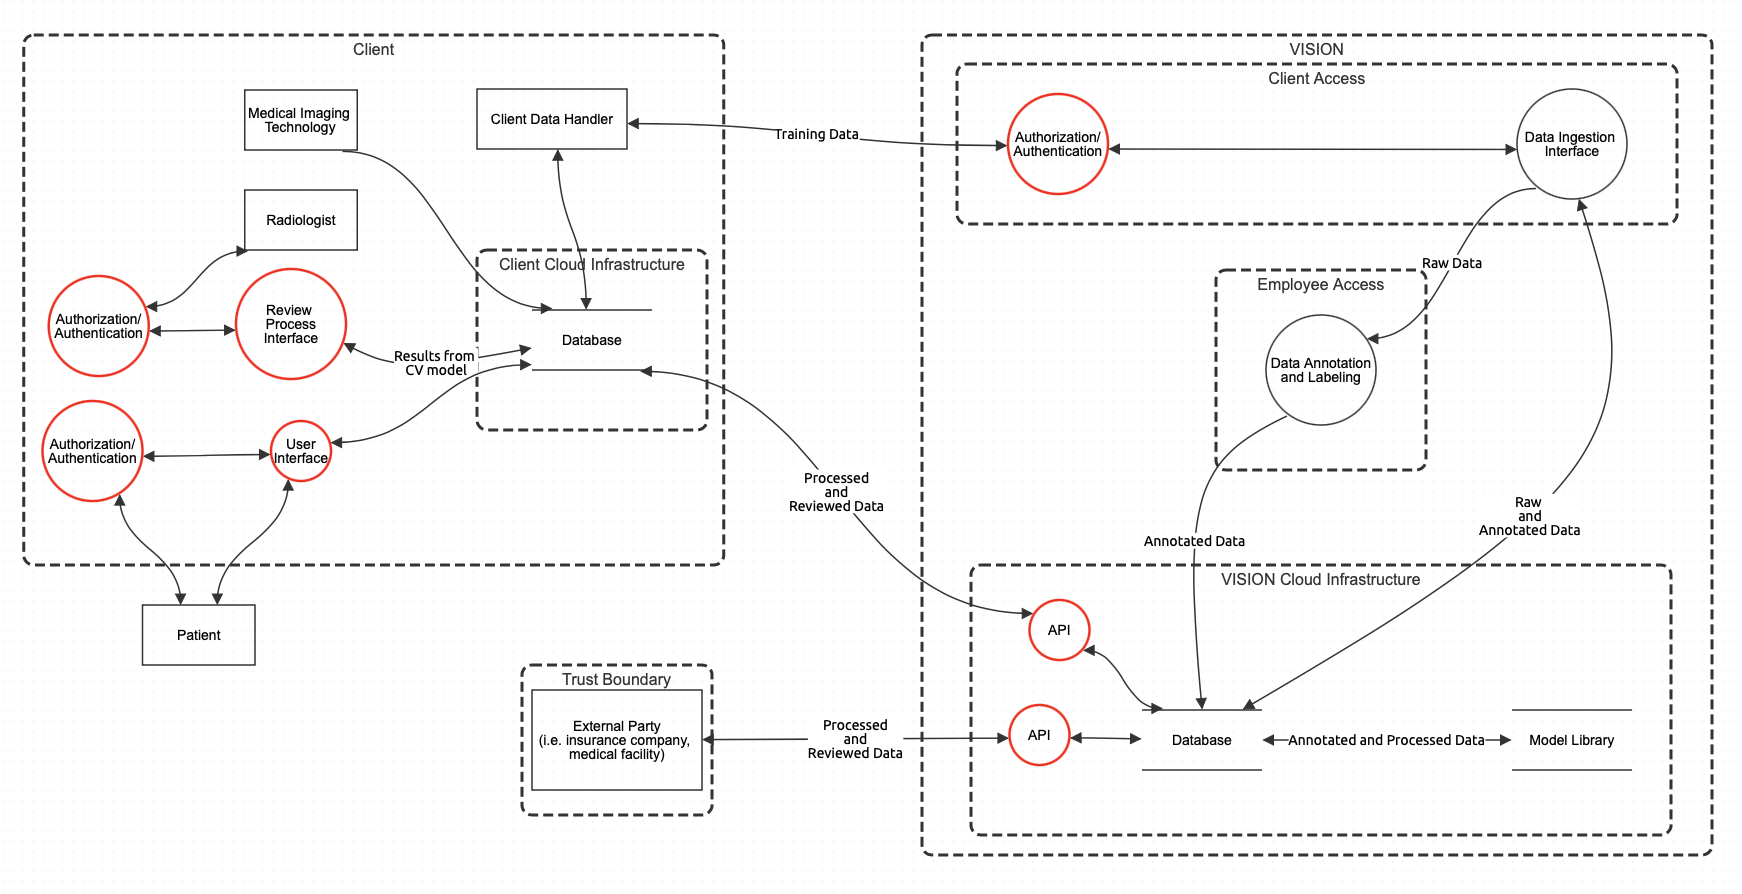 Client
Medical Imaging
Technology
Client Data Handler
Radiologist
Authorization/
Authentication
Review
Process
Interface
Client Cloud Infrastructure
Database
Results from
CV model
Authorization/
Authentication
User
Interface
Patient
Training Data
Processed
and
Reviewed Data
Trust Boundary
External Party
(i.e. insurance company,
medical facility)
Processed
and
Reviewed Data
VISION
Client Access
Authorization/
Authentication
Data Ingestion
Interface
Raw Data
Employee Access
Data Annotation
and Labeling
Annotated Data
Raw
and
Annotated Data
VISION Cloud Infrastructure
API
API
Database
Annotated and Processed Data
Model Library